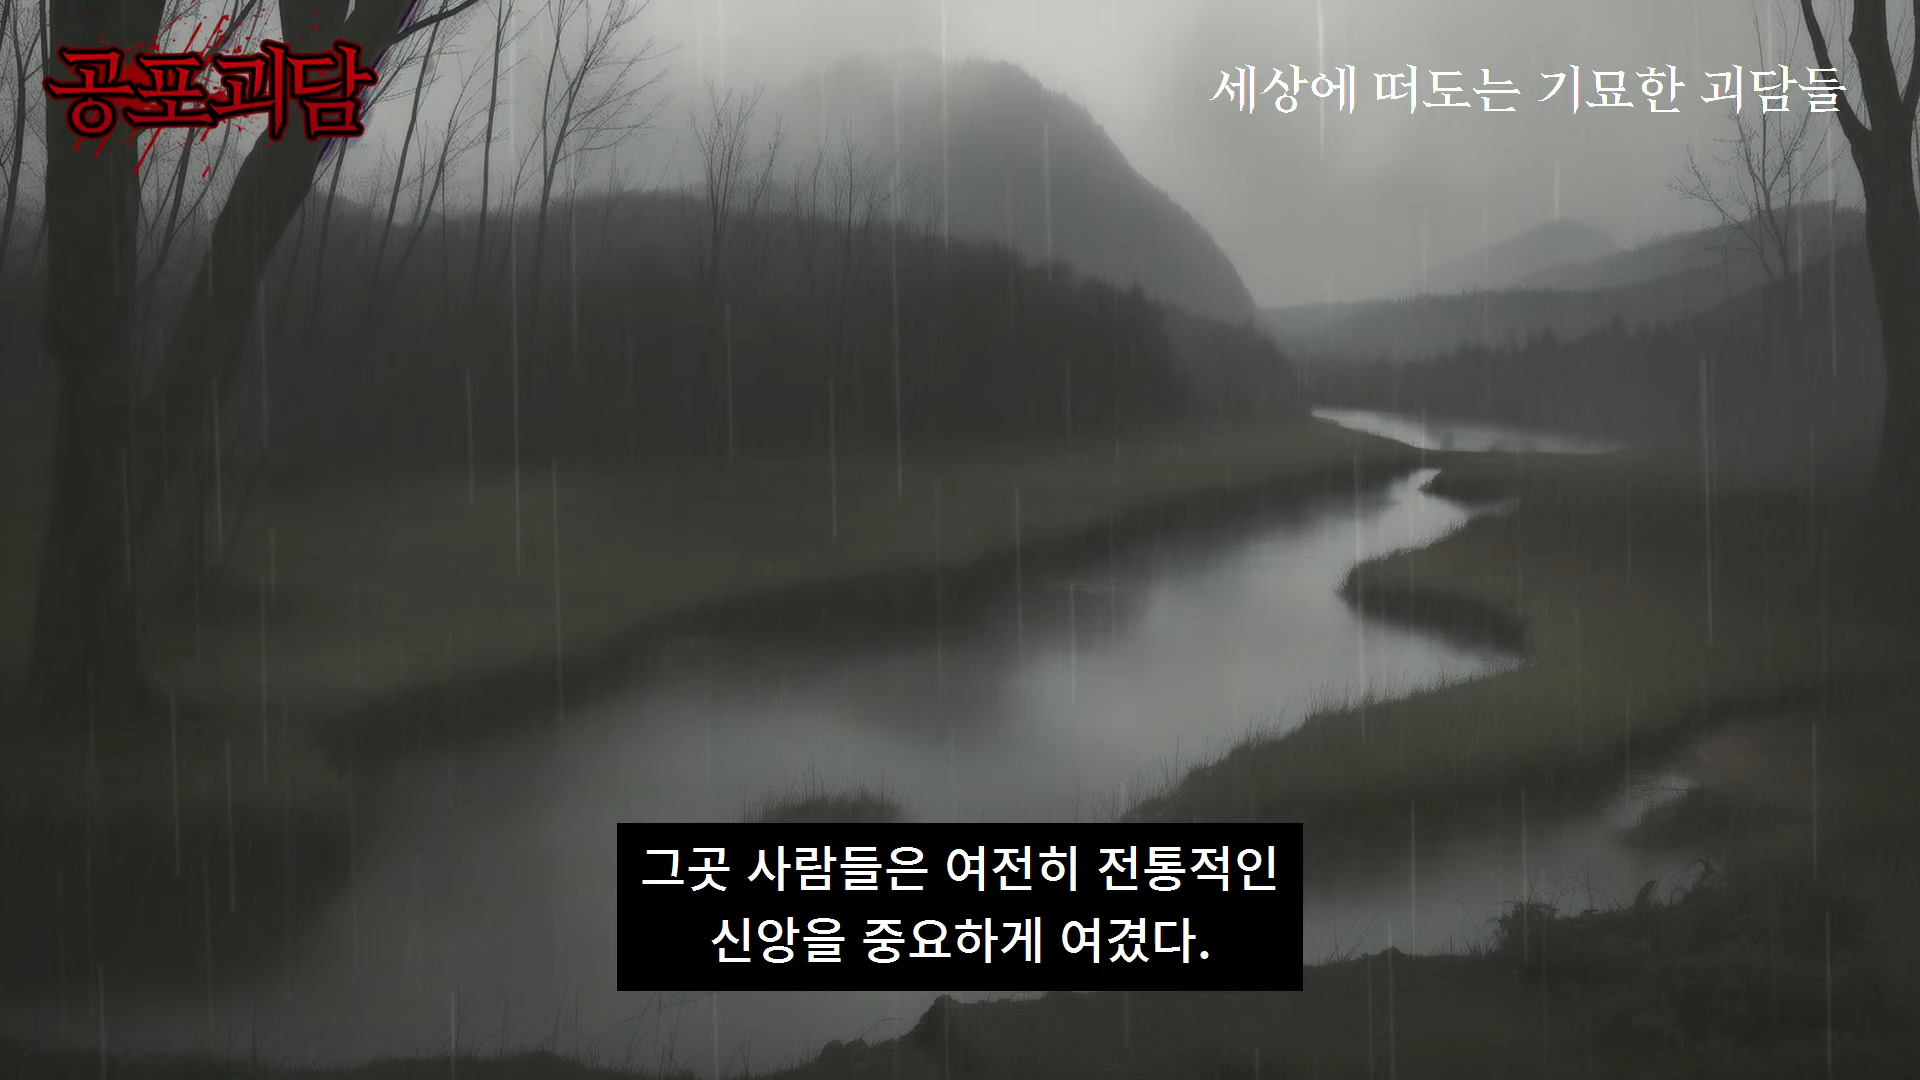 공포괴담
세상에 떠도는 기묘한 괴담들
그곳 사람들은 여전히 전통적인
신앙을 중요하게 여겼다.